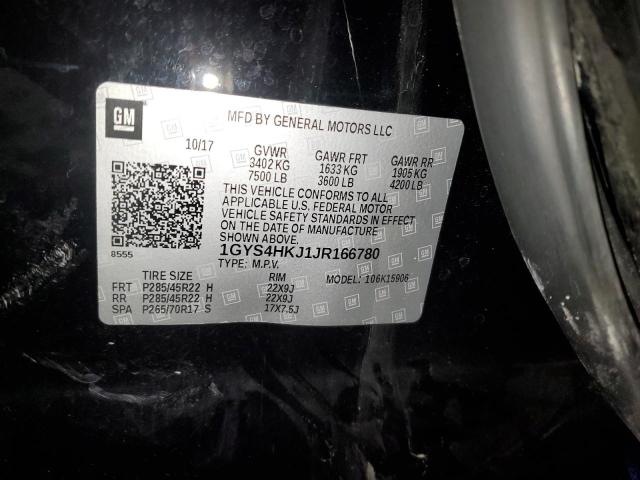 GM
MFD BY GENERAL MOTORS LLC
10/17
GVWR GAWR FRT GAWR RR
3402 KG 1633 KG 1905 KG
7500 LB 3600 LB 4200 LB
THIS VEHICLE CONFORMS TO ALL
APPLICABLE U.S. FEDERAL MOTOR
VEHICLE SAFETY STANDARDS IN EFFECT
ON THE DATE OF MANUFACTURE
8555
1GYS4HKJ1JR166780
TYPE: M.P.V. MODEL: 106K15906
TIRE SIZE RIM
FRT P285/45R22 H 22X9J
RR P285/45R22 H 22X9J
SPA P265/70R17 S 17X7.5J